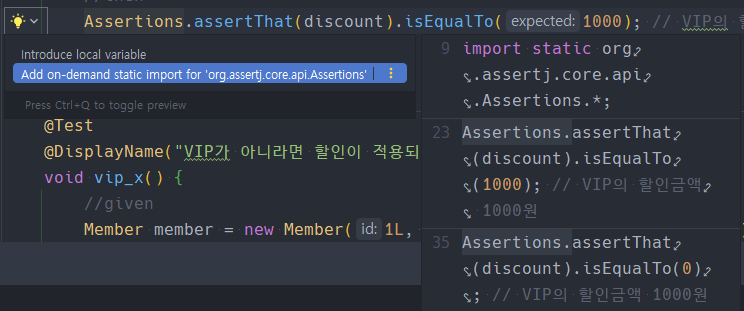 Assertions.assertThat(discount).isEqualTo( expected: 1000); // VIP의
Introduce local variable
Add on-demand static import for 'org.assertj.core.api.Assertions'
Press Ctrl+Q to toggle preview
@Test
@DisplayName("VIP가 아니라면 할인이 적용되
void vip_x() {
//given
Member member = new Member( id: 1L,
9 import static org
.assertj.core.api
.Assertions.*;
23 Assertions.assertThat
(discount).isEqualTo
(1000); // VIP의 할인금액
1000원
35 Assertions.assertThat
(discount).isEqualTo(0)
; // VIP의 할인금액 1000원